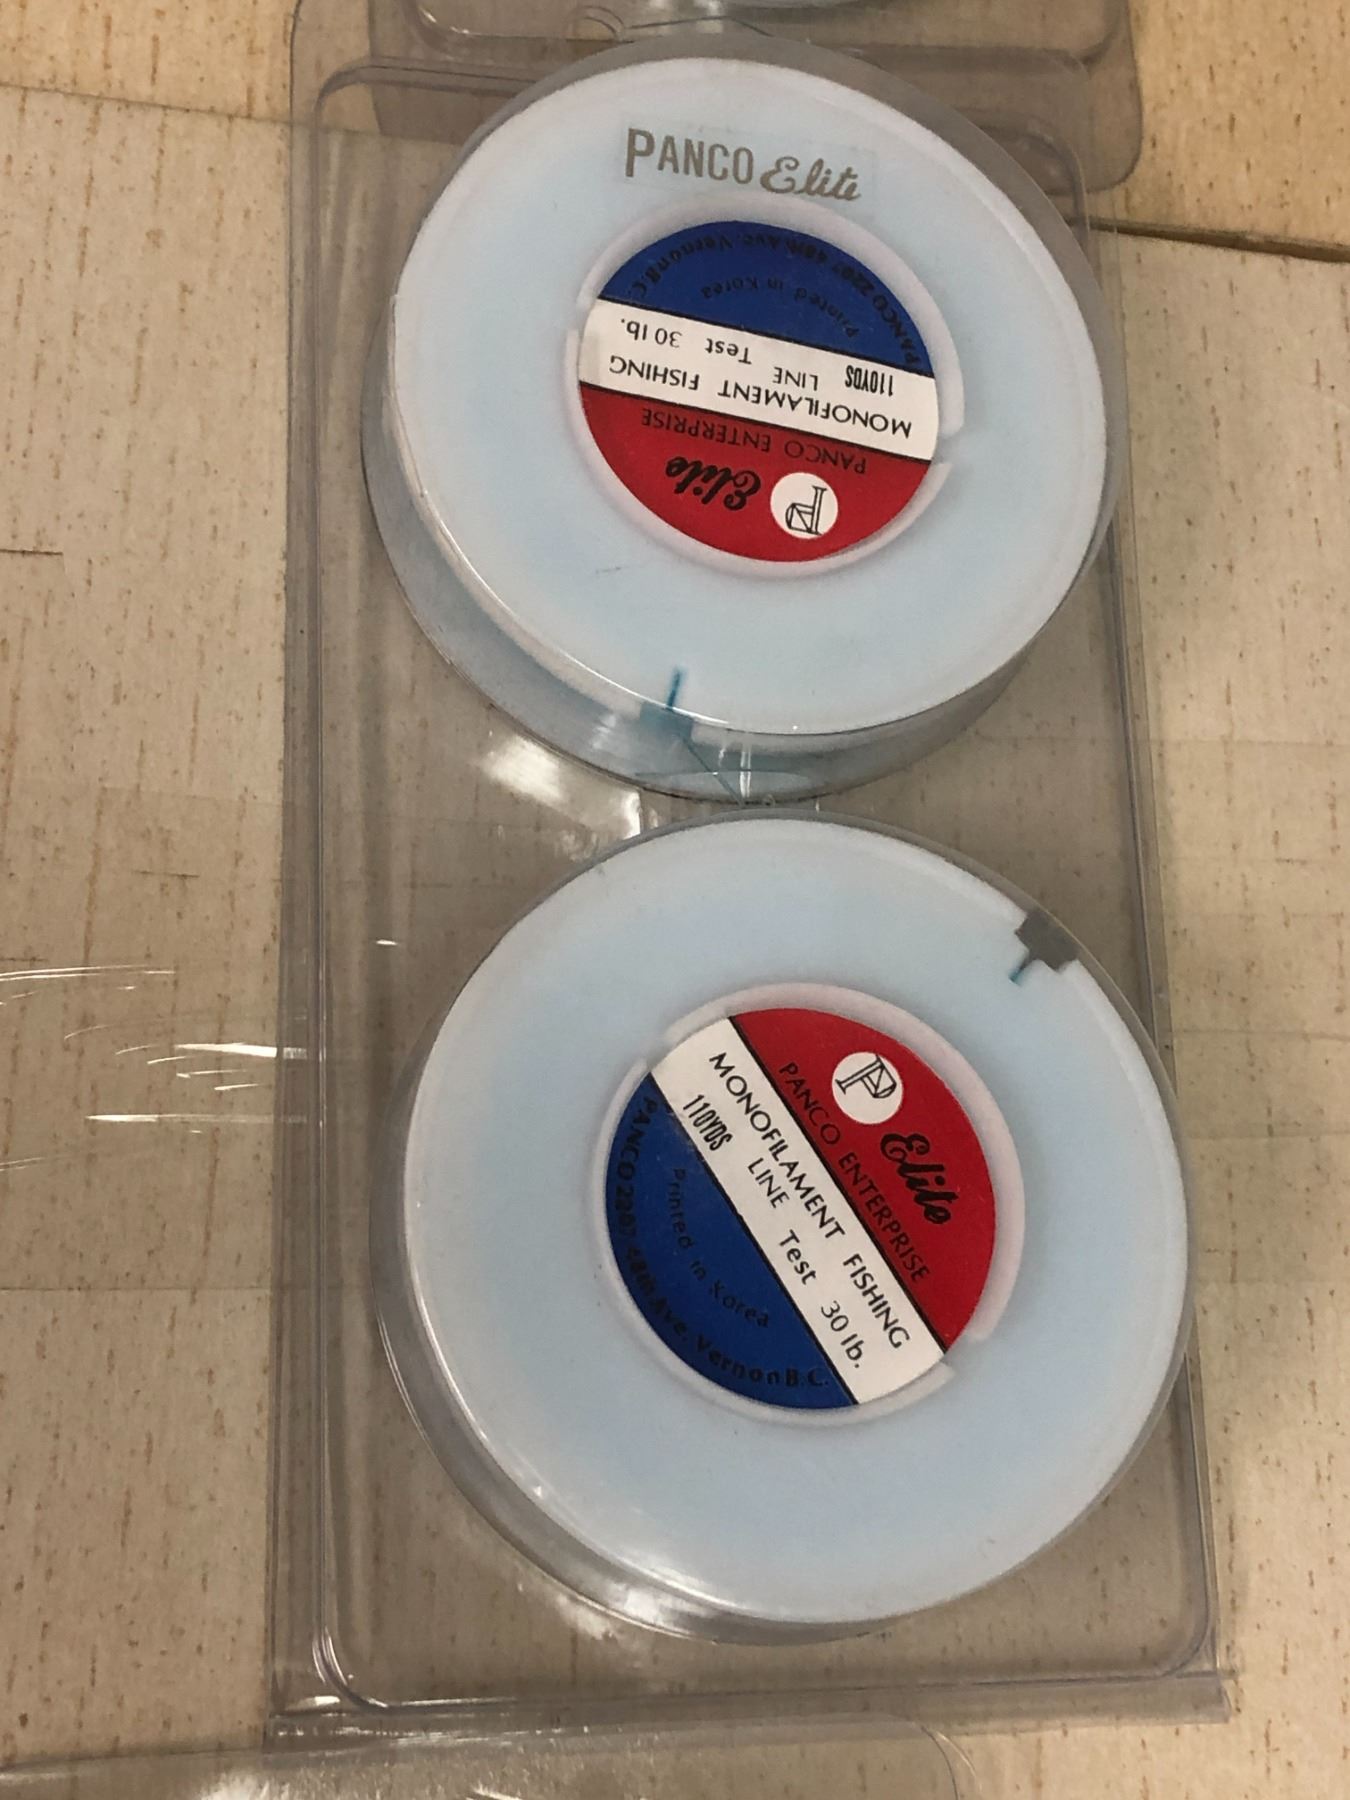 PANCO Elite
P Elite
PANCO ENTERPRISE
MONOFILAMENT FISHING
110YDS LINE Test 30 lb.
Printed in Korea
PANCO 2207 48th Ave. Vernon B.C.
P Elite
PANCO ENTERPRISE
MONOFILAMENT FISHING
110YDS LINE Test 30 lb.
Printed in Korea
PANCO 2207 48th Ave. Vernon B.C.